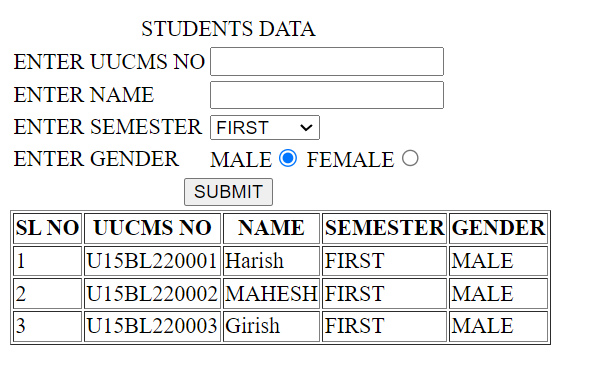 STUDENTS DATA
ENTER UUCMS NO
ENTER NAME
ENTER SEMESTER FIRST
ENTER GENDER MALE FEMALE
SUBMIT
SL NO UUCMS NO NAME SEMESTER GENDER
1 U15BL220001 Harish FIRST MALE
2 U15BL220002 MAHESH FIRST MALE
3 U15BL220003 Girish FIRST MALE